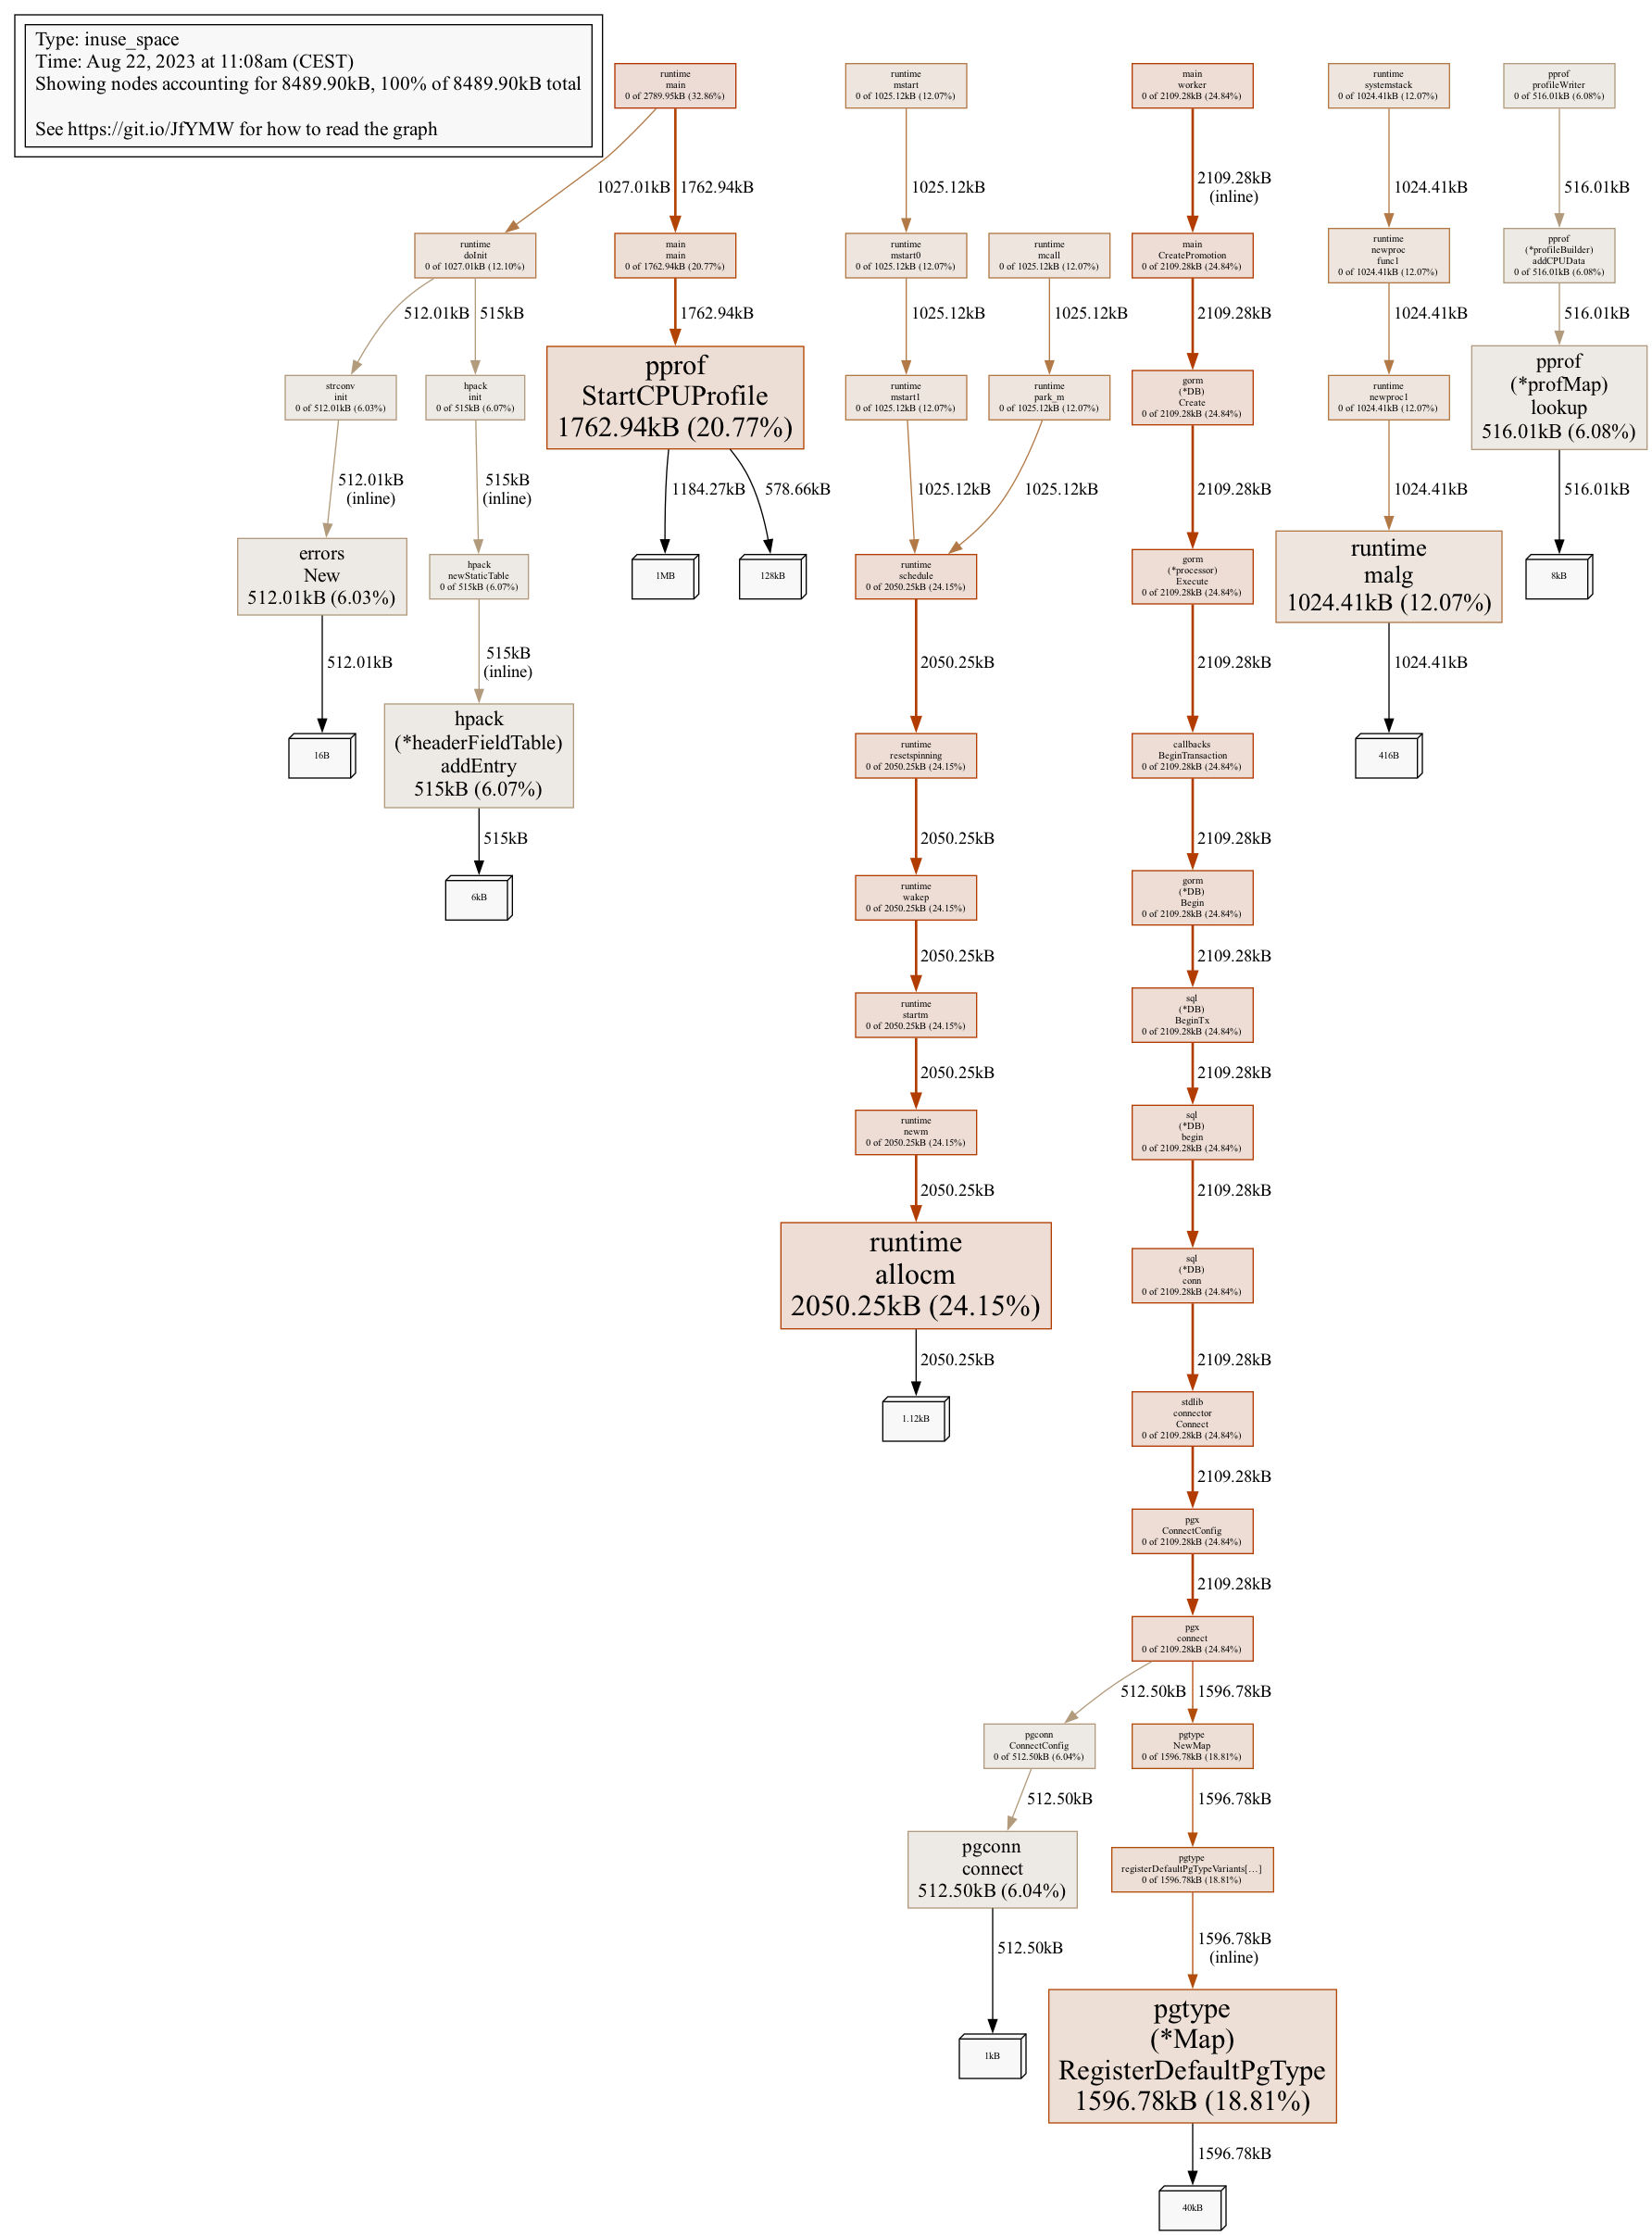 Type: inuse_space
Time: Aug 22, 2023 at 11:08am (CEST)
Showing nodes accounting for 8489.90kB, 100% of 8489.90kB total
See https://git.io/JfYMW for how to read the graph
runtime
main
0 of 2789.95kB (32.86%)
runtime
mstart
0 of 1025.12kB (12.07%)
main
worker
0 of 2109.28kB (24.84%)
runtime
systemstack
0 of 1024.41kB (12.07%)
pprof
profileWriter
0 of 516.01kB (6.08%)
1027.01kB
1762.94kB
1025.12kB
2109.28kB
(inline)
1024.41kB
516.01kB
runtime
doInit
0 of 1027.01kB (12.10%)
main
main
0 of 1762.94kB (20.77%)
runtime
mstart0
0 of 1025.12kB (12.07%)
runtime
mcall
0 of 1025.12kB (12.07%)
main
CreatePromotion
0 of 2109.28kB (24.84%)
runtime
newproc
func1
0 of 1024.41kB (12.07%)
pprof
(*profileBuilder)
addCPUData
0 of 516.01kB (6.08%)
512.01kB
515kB
1762.94kB
1025.12kB
1025.12kB
2109.28kB
1024.41kB
516.01kB
strconv
init
0 of 512.01kB (6.03%)
hpack
init
0 of 515kB (6.07%)
pprof
StartCPUProfile
1762.94kB (20.77%)
runtime
mstart1
0 of 1025.12kB (12.07%)
runtime
park_m
0 of 1025.12kB (12.07%)
gorm
(*DB)
Create
0 of 2109.28kB (24.84%)
runtime
newproc1
0 of 1024.41kB (12.07%)
pprof
(*profMap)
lookup
516.01kB (6.08%)
512.01kB
(inline)
515kB
(inline)
1184.27kB
578.66kB
1025.12kB
1025.12kB
2109.28kB
1024.41kB
516.01kB
errors
New
512.01kB (6.03%)
hpack
newStaticTable
0 of 515kB (6.07%)
1MB
128kB
runtime
schedule
0 of 2050.25kB (24.15%)
gorm
(*processor)
Execute
0 of 2109.28kB (24.84%)
runtime
malg
1024.41kB (12.07%)
8kB
512.01kB
515kB
(inline)
2050.25kB
2109.28kB
1024.41kB
16B
hpack
(*headerFieldTable)
addEntry
515kB (6.07%)
runtime
resetspinning
0 of 2050.25kB (24.15%)
callbacks
BeginTransaction
0 of 2109.28kB (24.84%)
416B
515kB
2050.25kB
2109.28kB
6kB
runtime
wakep
0 of 2050.25kB (24.15%)
gorm
(*DB)
Begin
0 of 2109.28kB (24.84%)
2050.25kB
2109.28kB
runtime
startm
0 of 2050.25kB (24.15%)
sql
(*DB)
BeginTx
0 of 2109.28kB (24.84%)
2050.25kB
2109.28kB
runtime
newm
0 of 2050.25kB (24.15%)
sql
(*DB)
begin
0 of 2109.28kB (24.84%)
2050.25kB
2109.28kB
runtime
allocm
2050.25kB (24.15%)
sql
(*DB)
conn
0 of 2109.28kB (24.84%)
2050.25kB
2109.28kB
1.12kB
stdlib
connector
Connect
0 of 2109.28kB (24.84%)
2109.28kB
pgx
ConnectConfig
0 of 2109.28kB (24.84%)
2109.28kB
pgx
connect
0 of 2109.28kB (24.84%)
512.50kB
1596.78kB
pgconn
ConnectConfig
0 of 512.50kB (6.04%)
pgtype
NewMap
0 of 1596.78kB (18.81%)
512.50kB
1596.78kB
pgconn
connect
512.50kB (6.04%)
pgtype
registerDefaultPgTypeVariants[…]
0 of 1596.78kB (18.81%)
512.50kB
1596.78kB
(inline)
1kB
pgtype
(*Map)
RegisterDefaultPgType
1596.78kB (18.81%)
1596.78kB
40kB